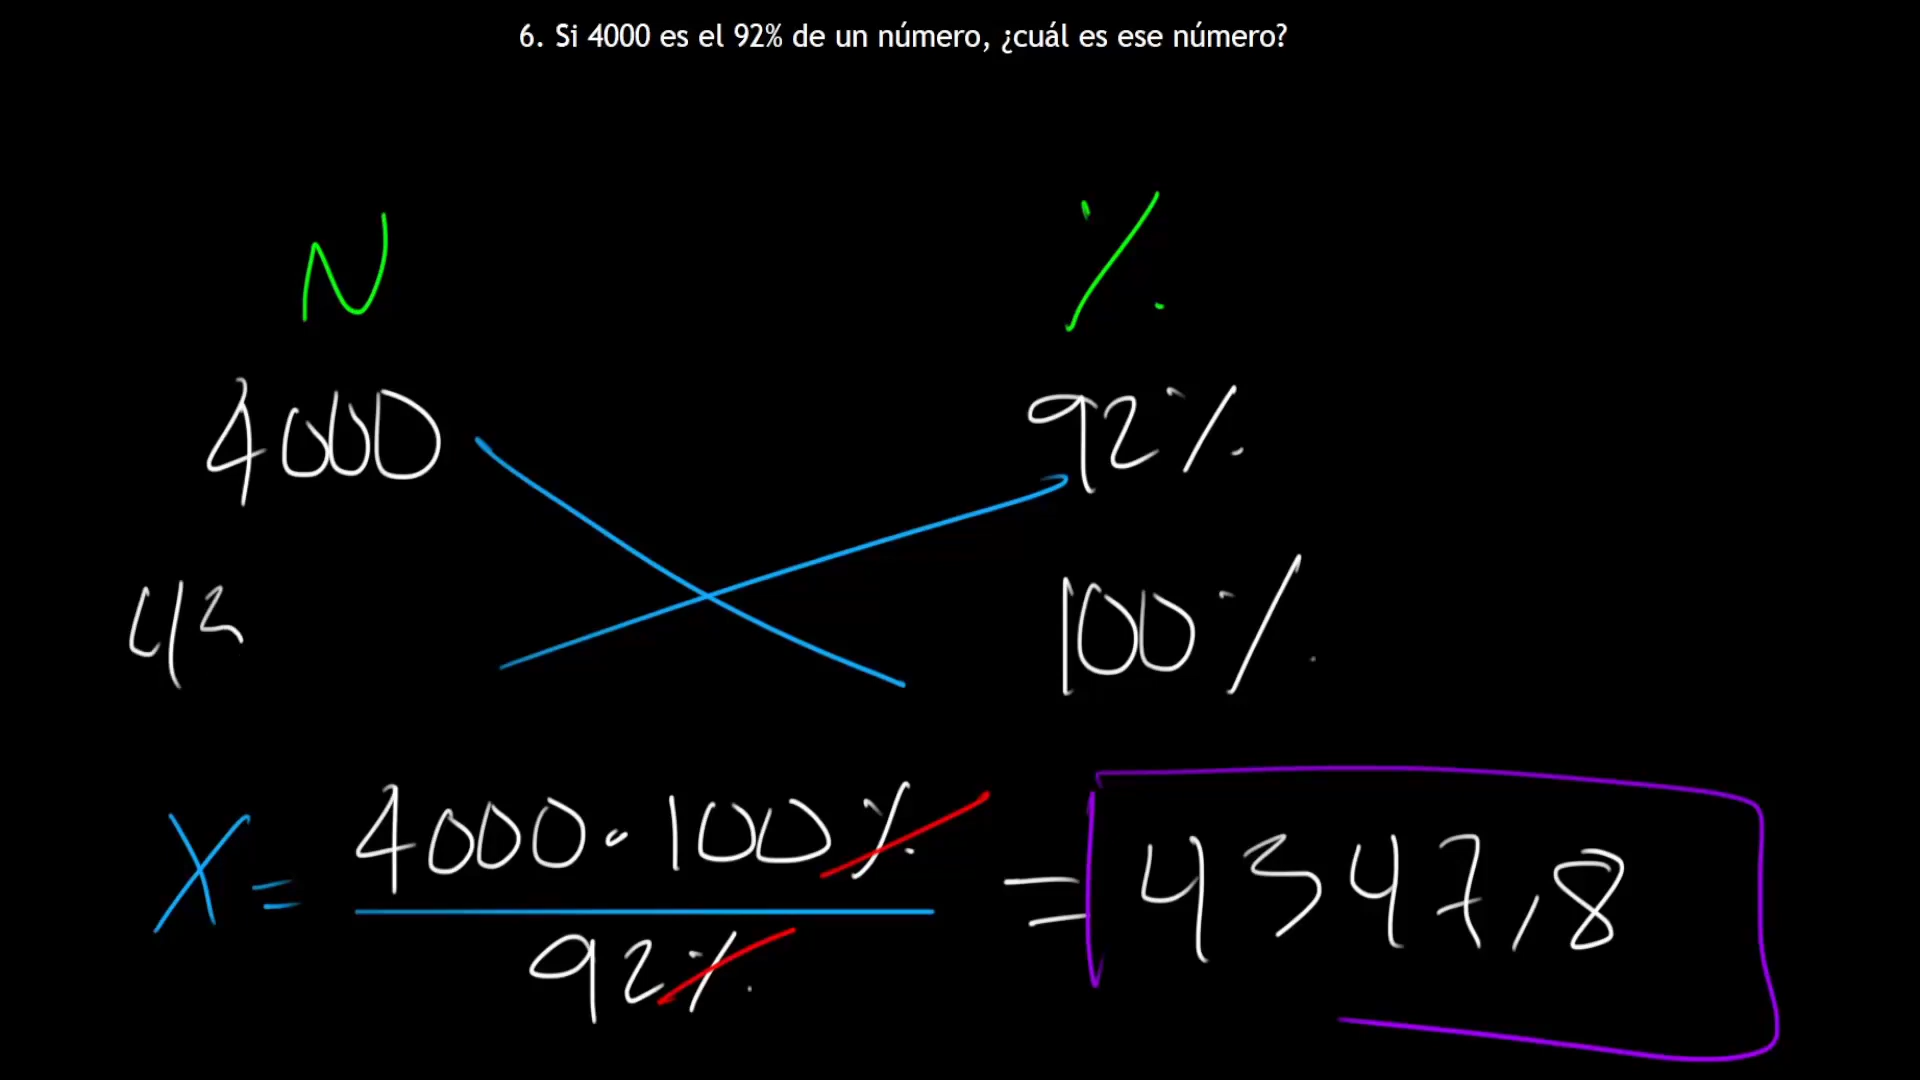 6. Si 4000 es el 92% de un número, ¿cuál es ese número?
N %
4000 92%
43 100%
X = 4000 · 100% = 4347,8
92%